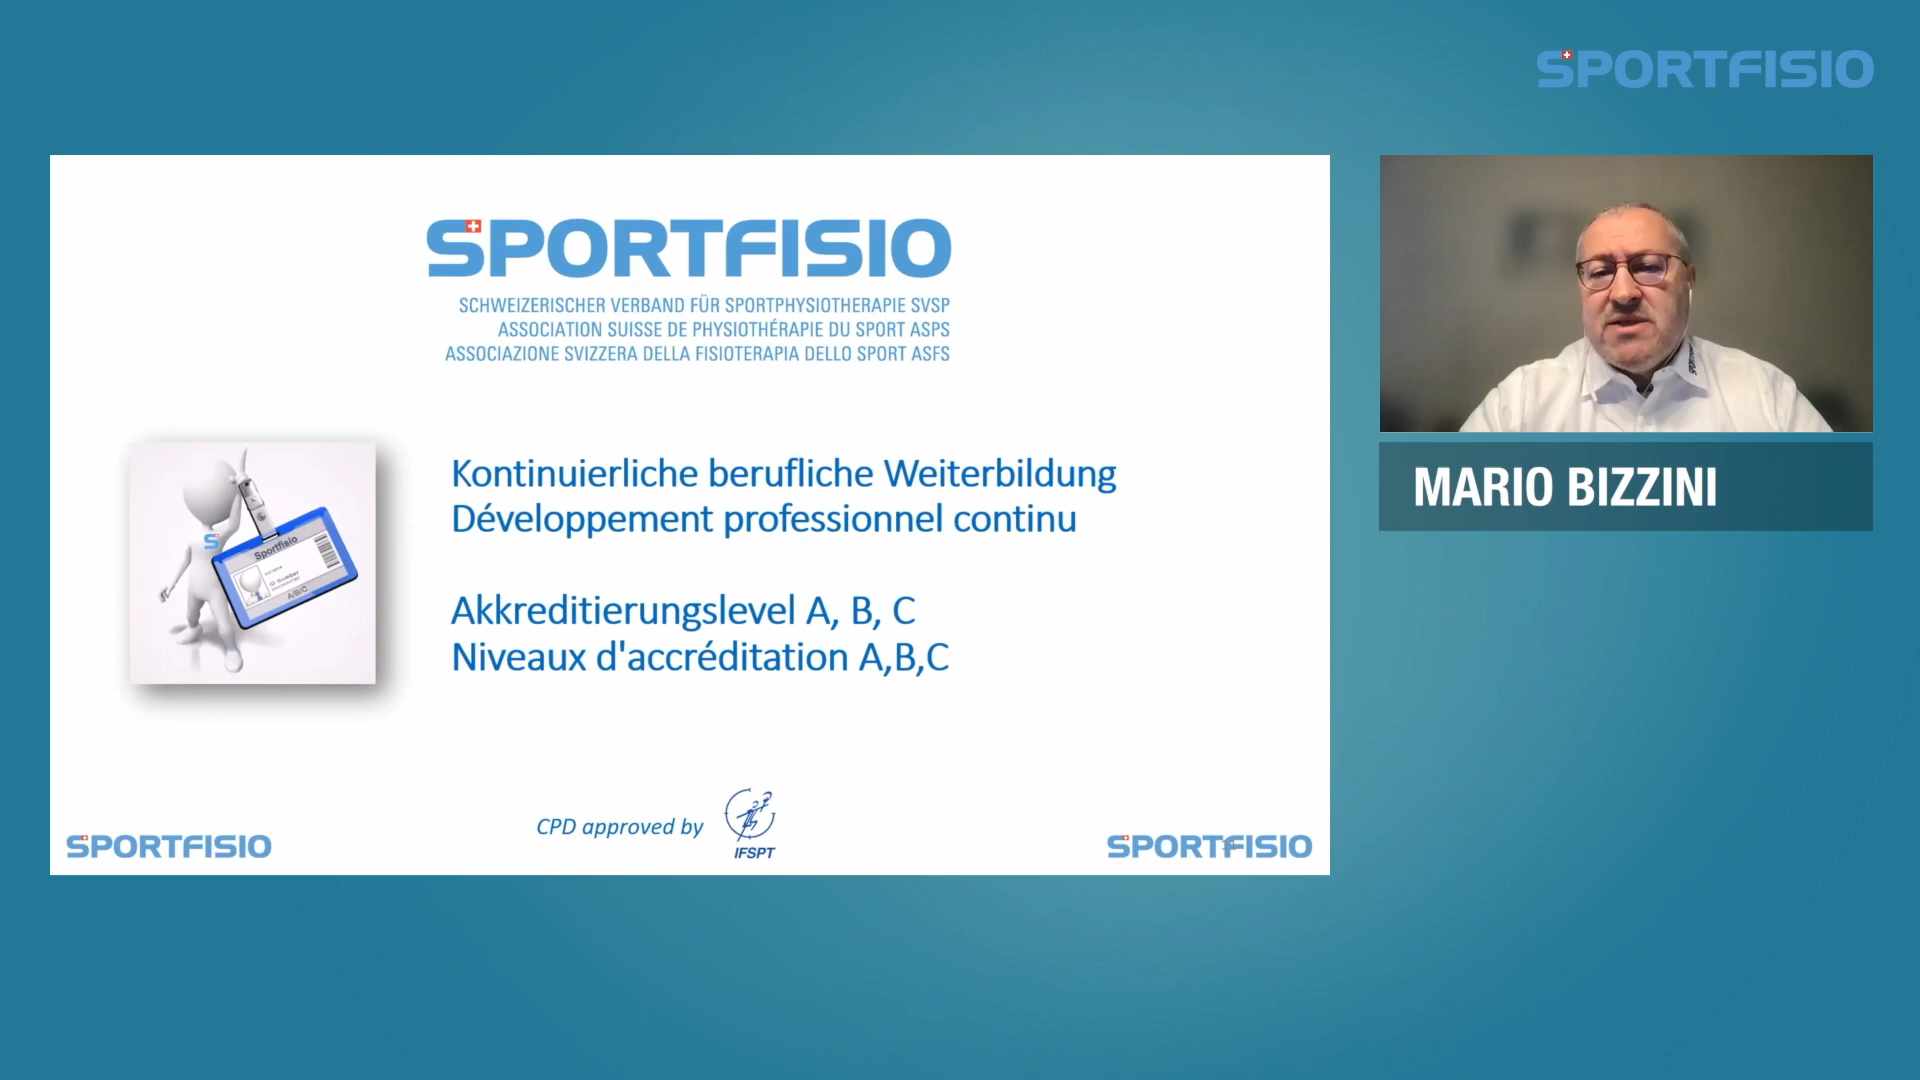 SPORTFISIO
SPORTFISIO
SCHWEIZERISCHER VERBAND FÜR SPORTPHYSIOTHERAPIE SVSP
ASSOCIATION SUISSE DE PHYSIOTHÉRAPIE DU SPORT ASPS
ASSOCIAZIONE SVIZZERA DELLA FISIOTERAPIA DELLO SPORT ASFS
Kontinuierliche berufliche Weiterbildung
Développement professionnel continu
Akkreditierungslevel A, B, C
Niveaux d'accréditation A,B,C
S
Sportfisio
ID Number
A/B/C
CPD approved by
IFSPT
SPORTFISIO
SPORTFISIO
MARIO BIZZINI